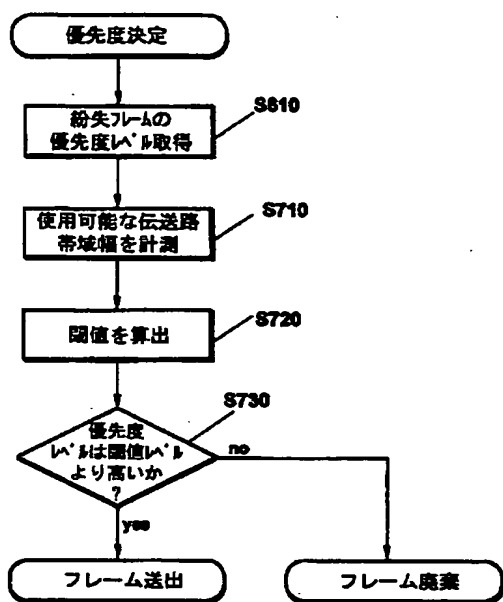 優先度決定
S610
紛失フレームの
優先度レベル取得
S710
使用可能な伝送路
帯域幅を計測
S720
閾値を算出
S730
優先度
レベルは閾値レベル
より高いか
?
no
yes
フレーム送出
フレーム廃棄